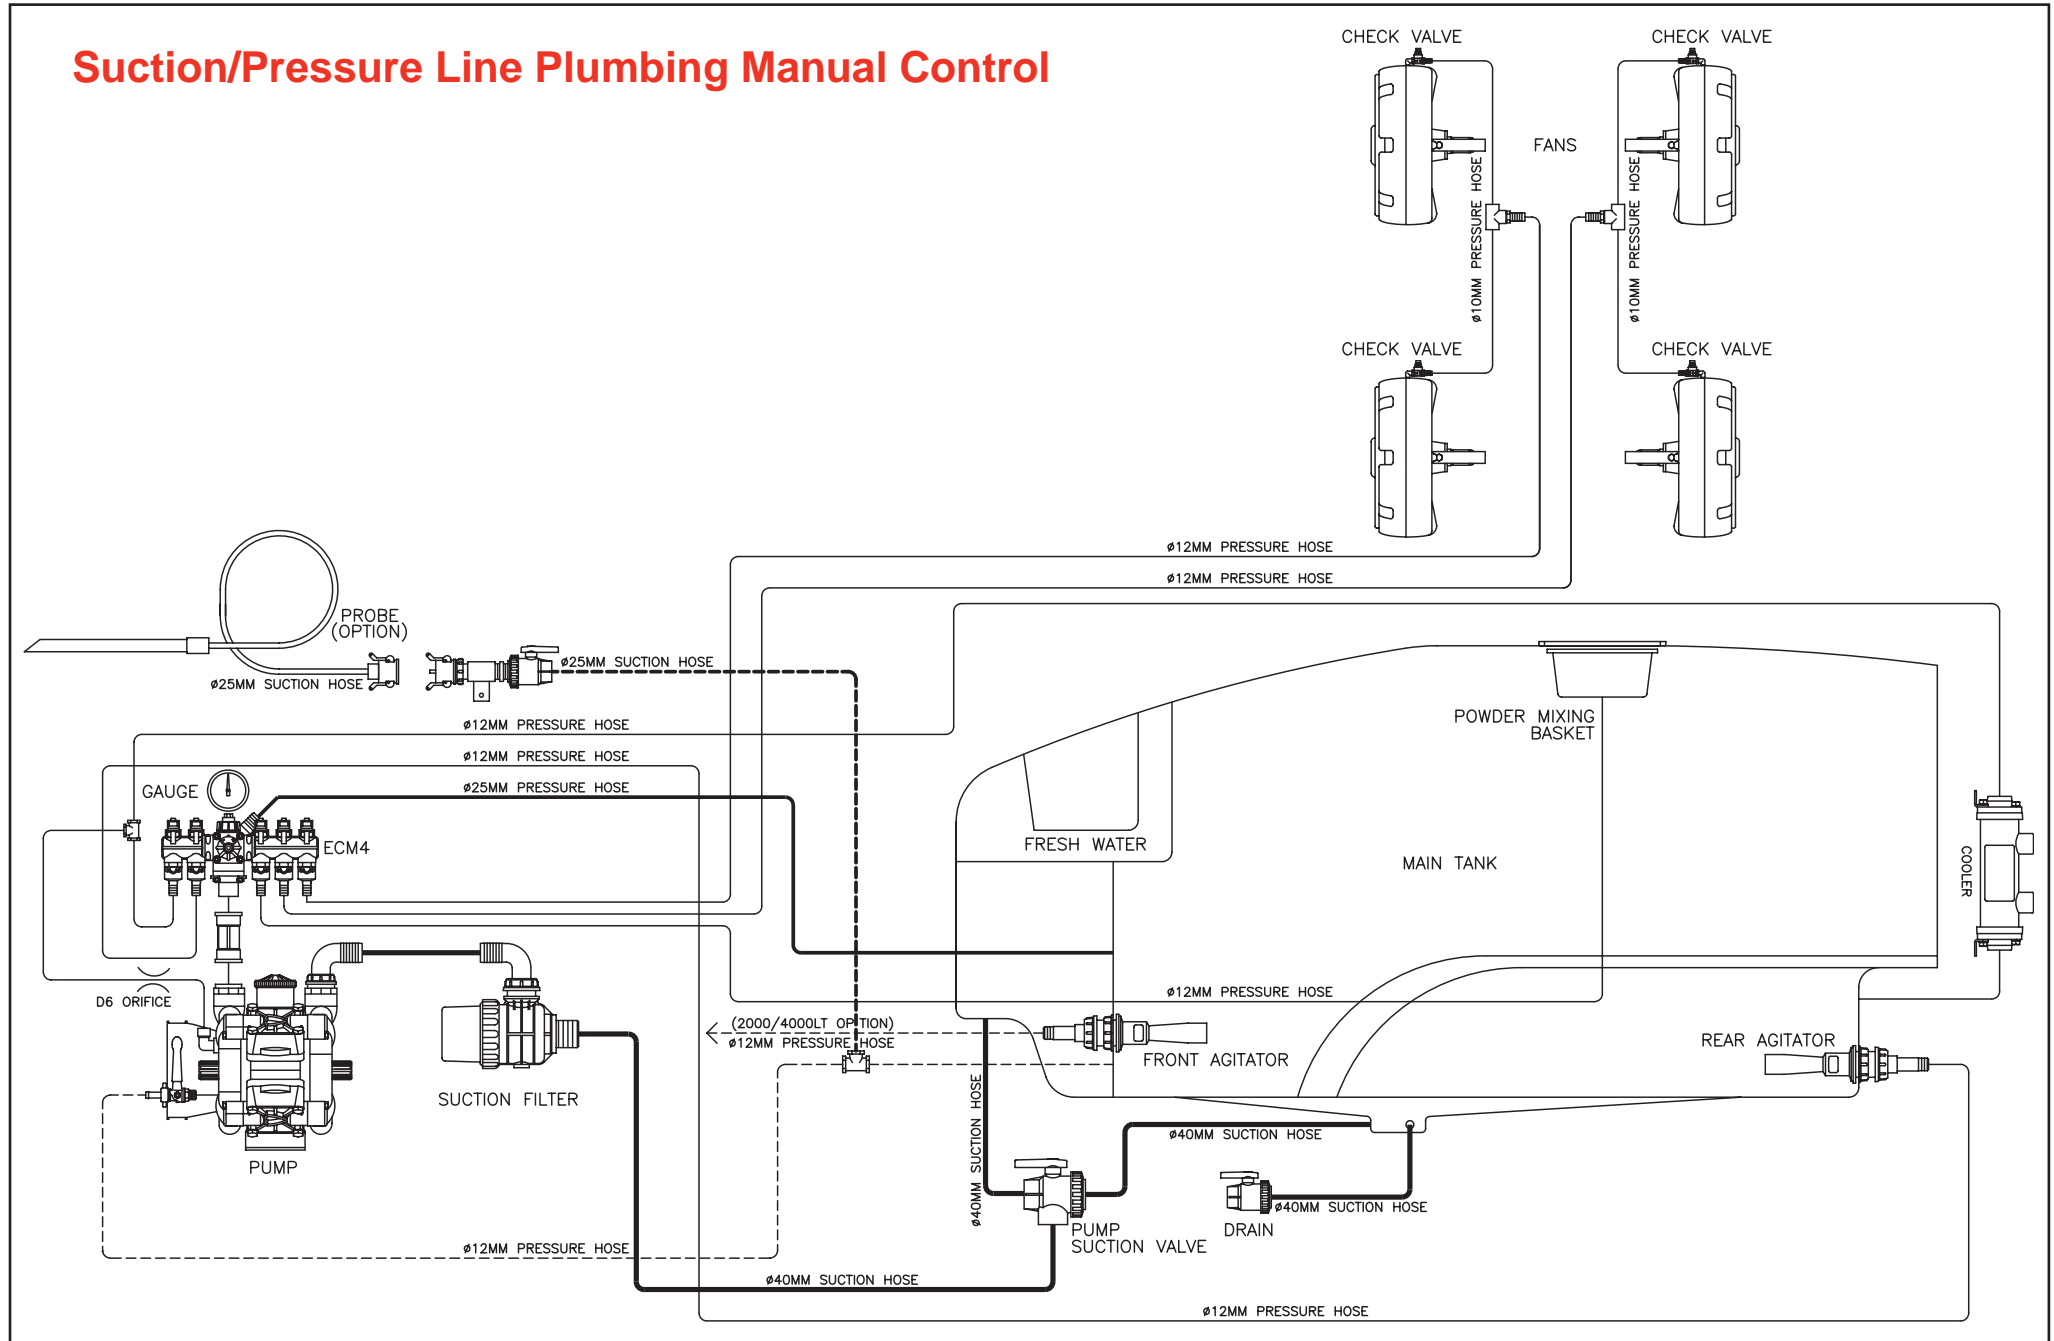 Suction/Pressure Line Plumbing Manual Control
CHECK VALVE
CHECK VALVE
FANS
Ø10MM PRESSURE HOSE
Ø10MM PRESSURE HOSE
CHECK VALVE
CHECK VALVE
Ø12MM PRESSURE HOSE
Ø12MM PRESSURE HOSE
PROBE
(OPTION)
Ø25MM SUCTION HOSE
Ø25MM SUCTION HOSE
Ø12MM PRESSURE HOSE
Ø12MM PRESSURE HOSE
Ø25MM PRESSURE HOSE
GAUGE
ECM4
POWDER MIXING
BASKET
FRESH WATER
MAIN TANK
COOLER
D6 ORIFICE
Ø12MM PRESSURE HOSE
(2000/4000LT OPTION)
Ø12MM PRESSURE HOSE
FRONT AGITATOR
REAR AGITATOR
SUCTION FILTER
PUMP
Ø40MM SUCTION HOSE
Ø40MM SUCTION HOSE
Ø40MM SUCTION HOSE
PUMP
SUCTION VALVE
DRAIN
Ø12MM PRESSURE HOSE
Ø40MM SUCTION HOSE
Ø12MM PRESSURE HOSE